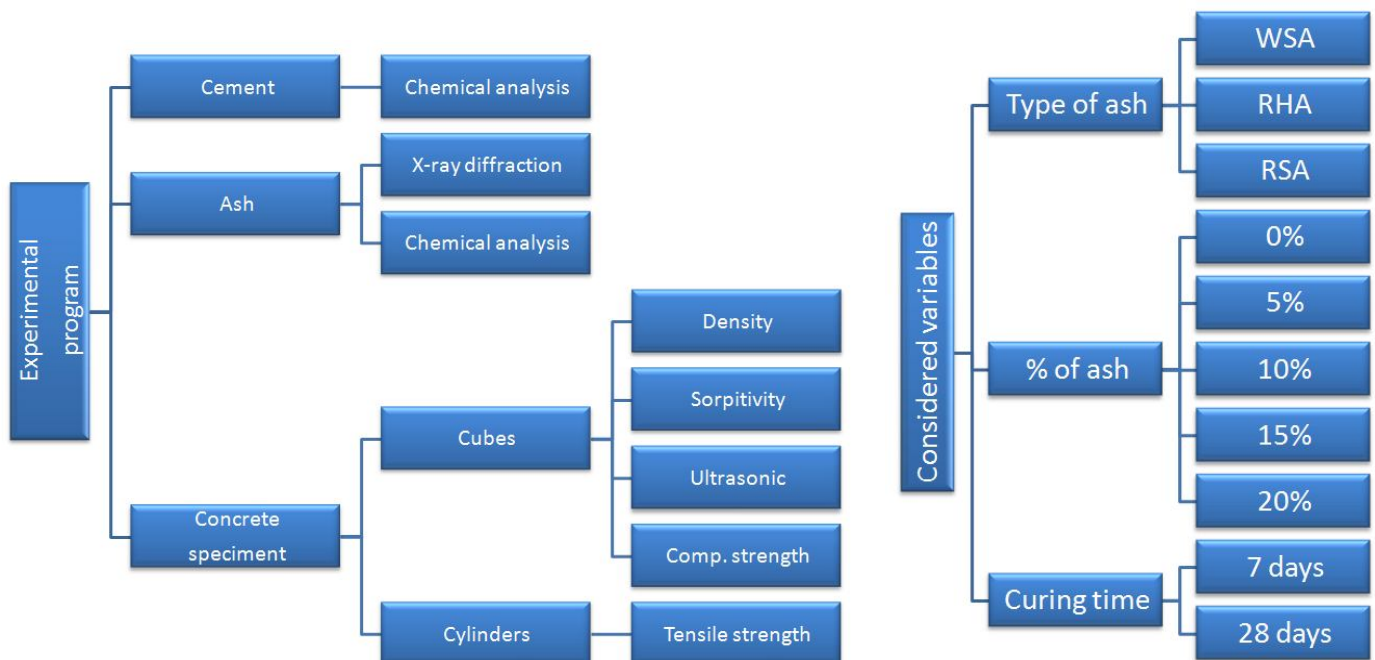 Experimental
program
Cement
Chemical analysis
Ash
X-ray diffraction
Chemical analysis
Concrete
speciment
Cubes
Density
Sorpitivity
Ultrasonic
Comp. strength
Cylinders
Tensile strength
Considered variables
Type of ash
WSA
RHA
RSA
% of ash
0%
5%
10%
15%
20%
Curing time
7 days
28 days